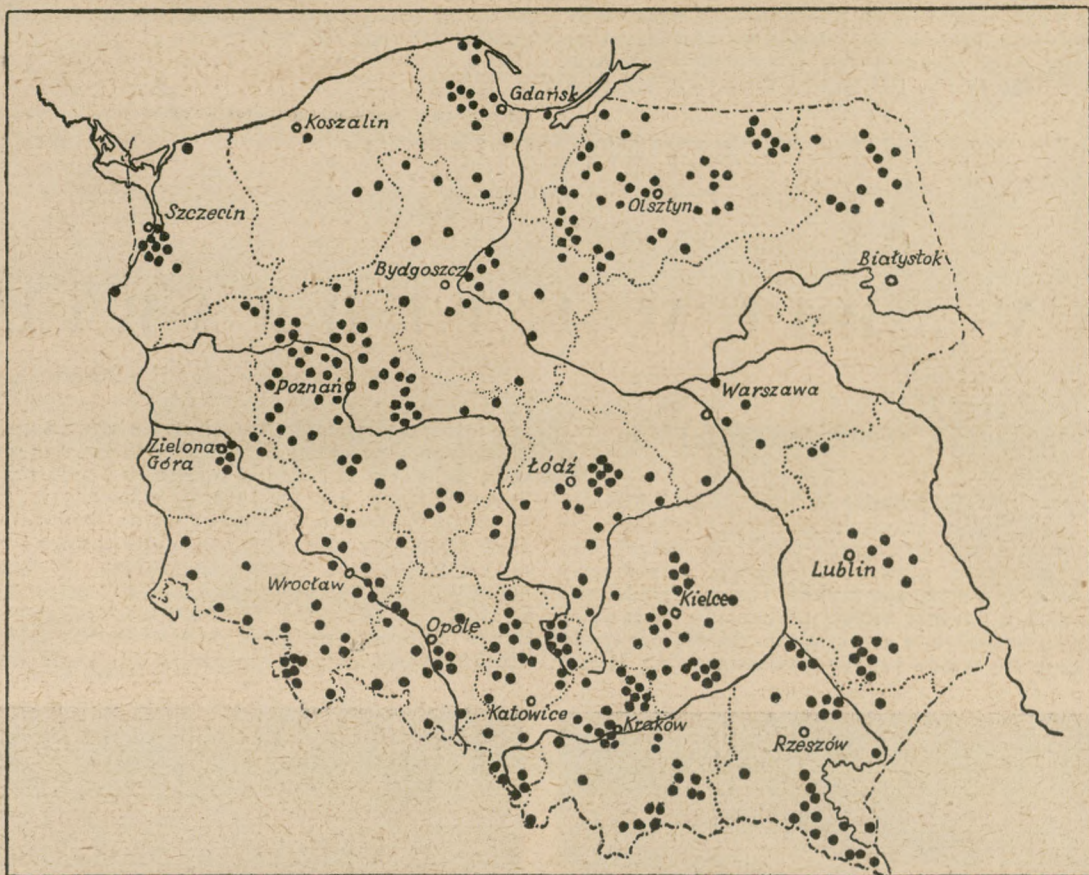 Gdańsk
Koszalin
Szczecin
Olsztyn
Białystok
Bydgoszcz
Poznań
Warszawa
Zielona
Góra
Łódź
Lublin
Wrocław
Kielce
Opole
Katowice
Kraków
Rzeszów